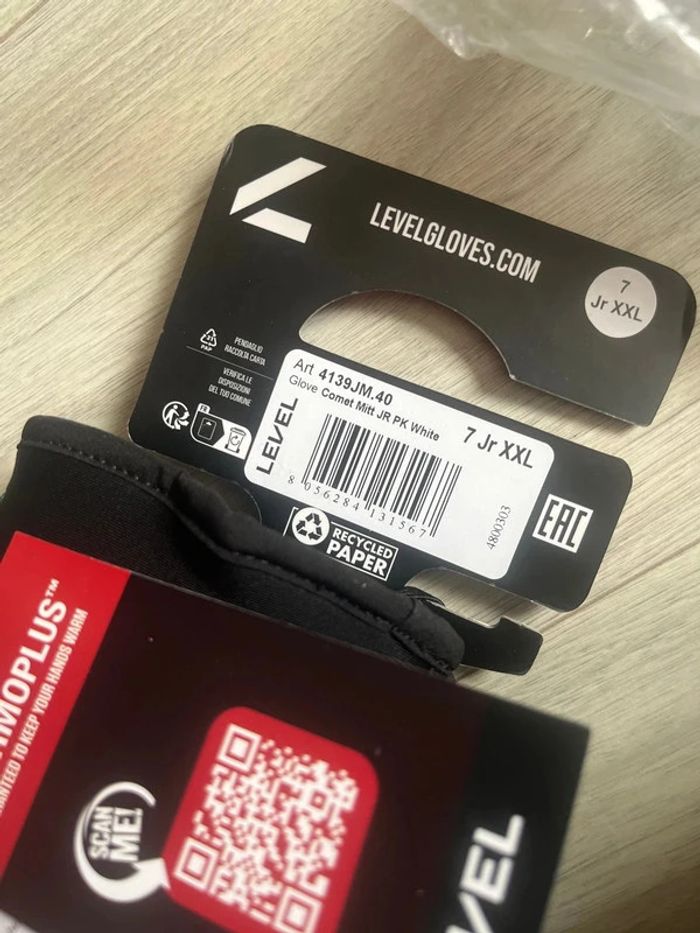 LEVELGLOVES.COM
7
Jr XXL
21
PAP
PENDAGLIO
RACCOLTA CARTA
VERIFICA LE
DISPOSIZIONI
DEL TUO COMUNE
FR
Art 4139JM.40
Glove Comet Mitt JR PK White
7 Jr XXL
LEVEL
8 056284 131567
4800303
EAC
RECYCLED
PAPER
MOPLUS™
TO KEEP YOUR HANDS WARM
SCAN
ME!
VEL